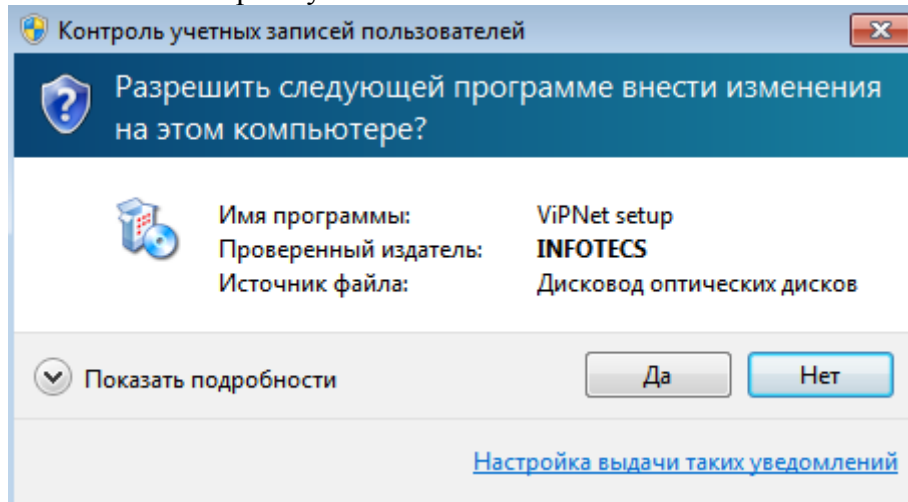 Контроль учетных записей пользователей
Разрешить следующей программе внести изменения
на этом компьютере?
Имя программы: ViPNet setup
Проверенный издатель: INFOTECS
Источник файла: Дисковод оптических дисков
Показать подробности
Да Нет
Настройка выдачи таких уведомлений